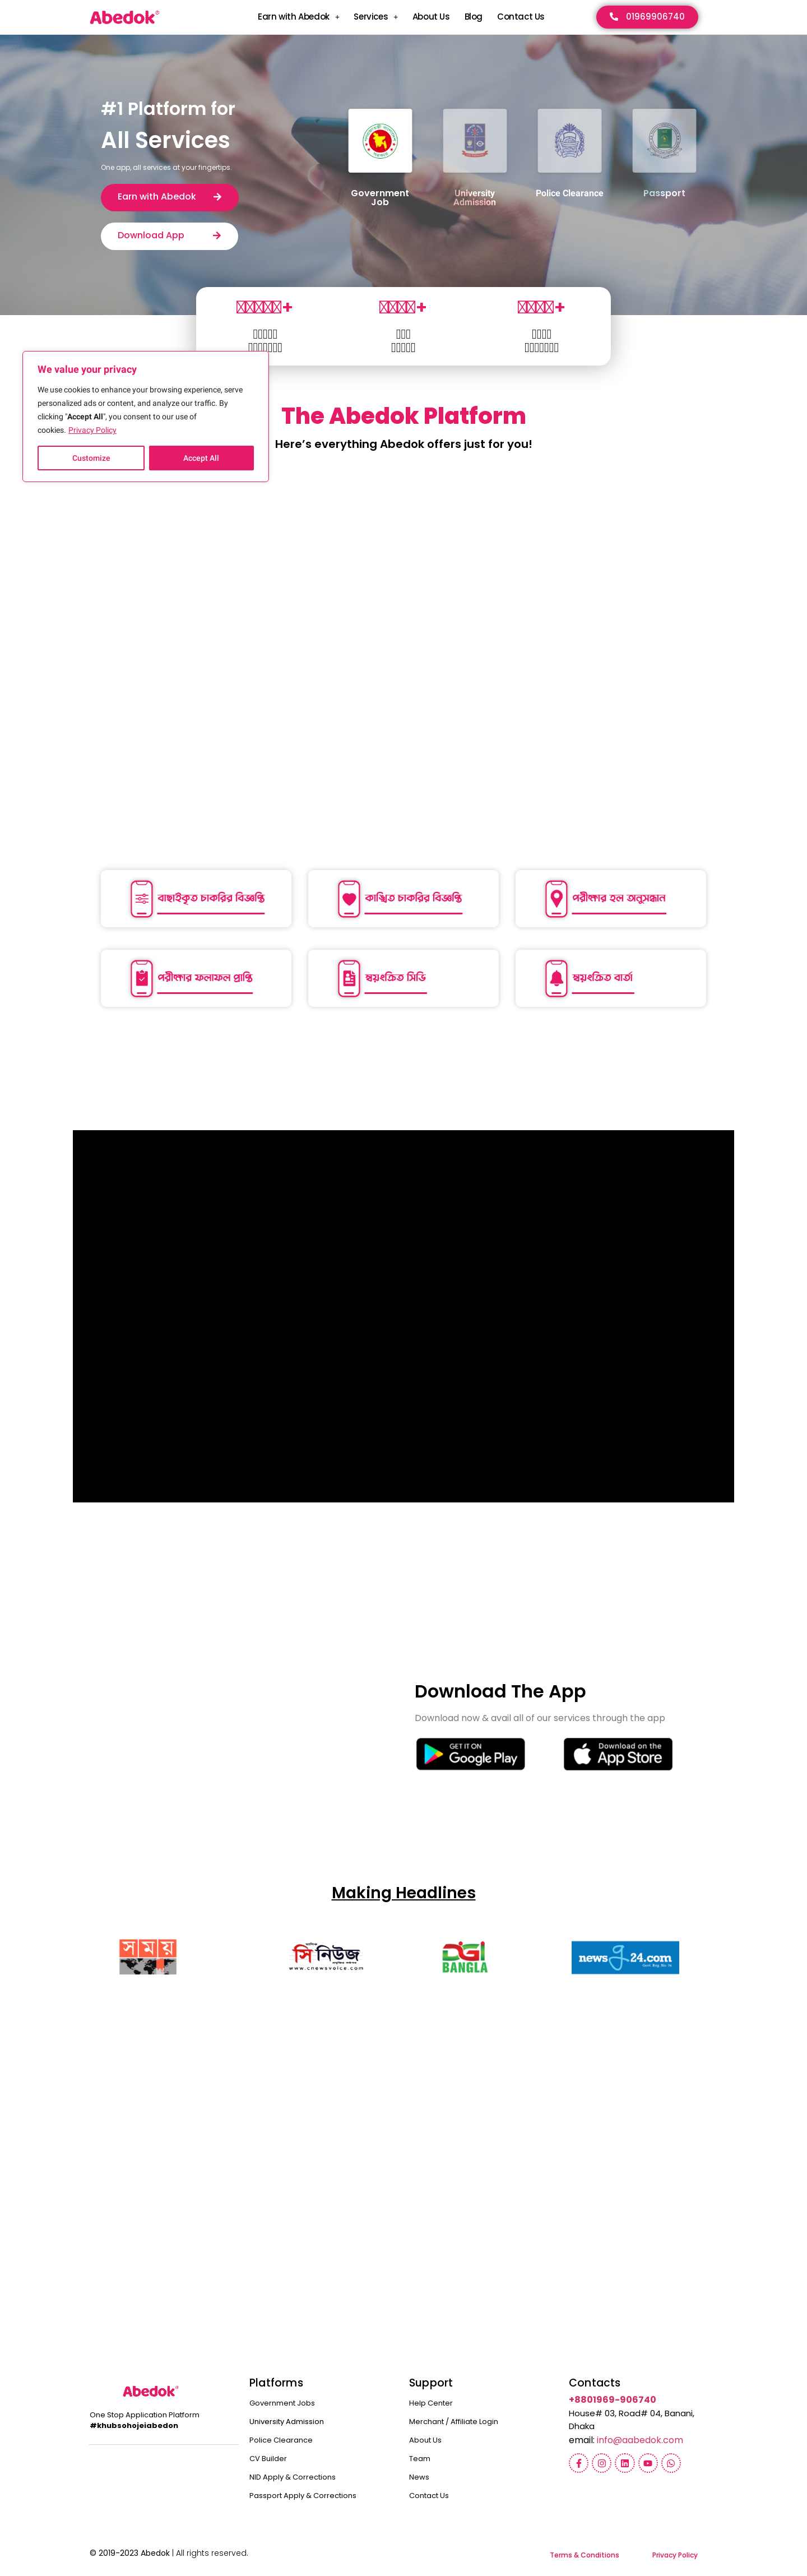 Abedok®
Earn with Abedok +
Services +
About Us
Blog
Contact Us
01969906740
#1 Platform for
All Services
One app, all services at your fingertips.
Earn with Abedok
Download App
Government
Job
University
Admission
Police Clearance
Passport
We value your privacy
We use cookies to enhance your browsing experience, serve
personalized ads or content, and analyze our traffic. By
clicking "Accept All", you consent to our use of
cookies. Privacy Policy
Customize
Accept All
The Abedok Platform
Here's everything Abedok offers just for you!
বাছাইকৃত চাকরির বিজ্ঞপ্তি
কাঙ্খিত চাকরির বিজ্ঞপ্তি
পরীক্ষার হল অনুসন্ধান
পরীক্ষার ফলাফল প্রাপ্তি
স্বয়ংক্রিত সিভি
স্বয়ংক্রিত বার্তা
Download The App
Download now & avail all of our services through the app
GET IT ON
Google Play
Download on the
App Store
Making Headlines
সময়
সি নিউজ
www.cnewsvoice.com
DGI
BANGLA
newsg24.com
Abedok®
One Stop Application Platform
#khubsohojeiabedon
Platforms
Government Jobs
University Admission
Police Clearance
CV Builder
NID Apply & Corrections
Passport Apply & Corrections
Support
Help Center
Merchant / Affiliate Login
About Us
Team
News
Contact Us
Contacts
+8801969-906740
House# 03, Road# 04, Banani,
Dhaka
email: info@aabedok.com
© 2019-2023 Abedok | All rights reserved.
Terms & Conditions
Privacy Policy